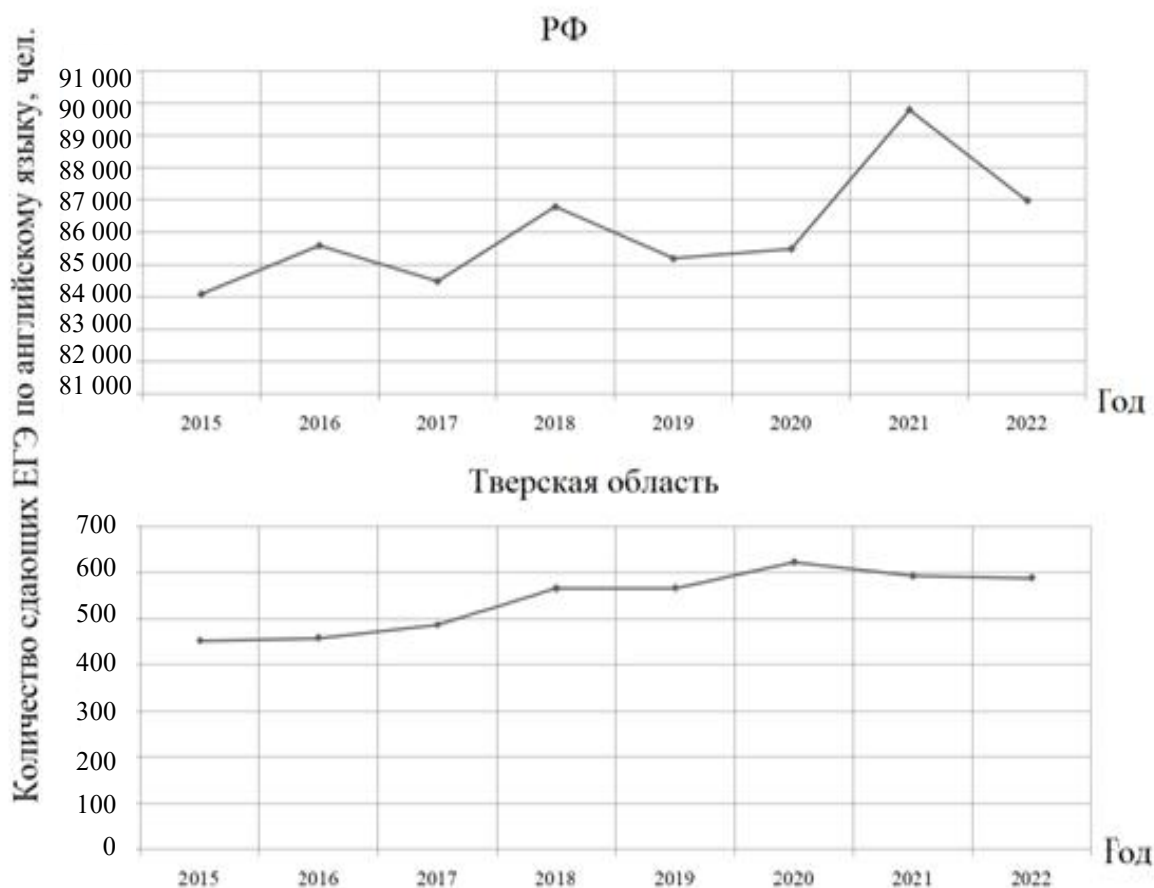 Количество сдающих ЕГЭ по английскому языку, чел.
РФ
91 000
90 000
89 000
88 000
87 000
86 000
85 000
84 000
83 000
82 000
81 000
Год
2015 2016 2017 2018 2019 2020 2021 2022
Тверская область
700
600
500
400
300
200
100
0
Год
2015 2016 2017 2018 2019 2020 2021 2022